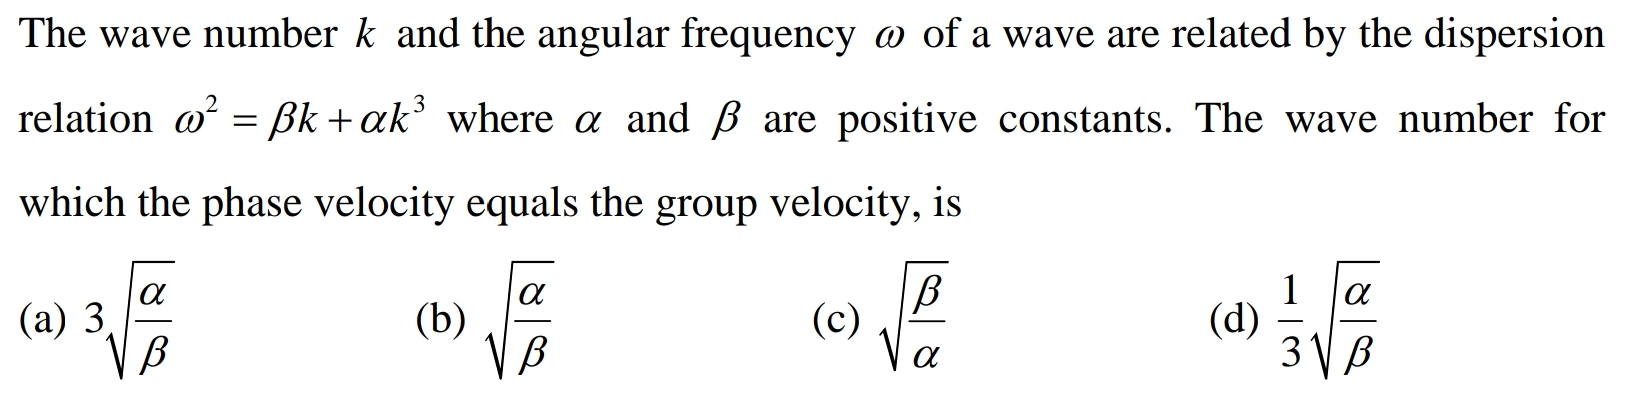 The wave number k and the angular frequency ω of a wave are related by the dispersion
relation ω² = βk + αk³ where α and β are positive constants. The wave number for
which the phase velocity equals the group velocity, is
(a) 3√(α/β) (b) √(α/β) (c) √(β/α) (d) 1/3 √(α/β)